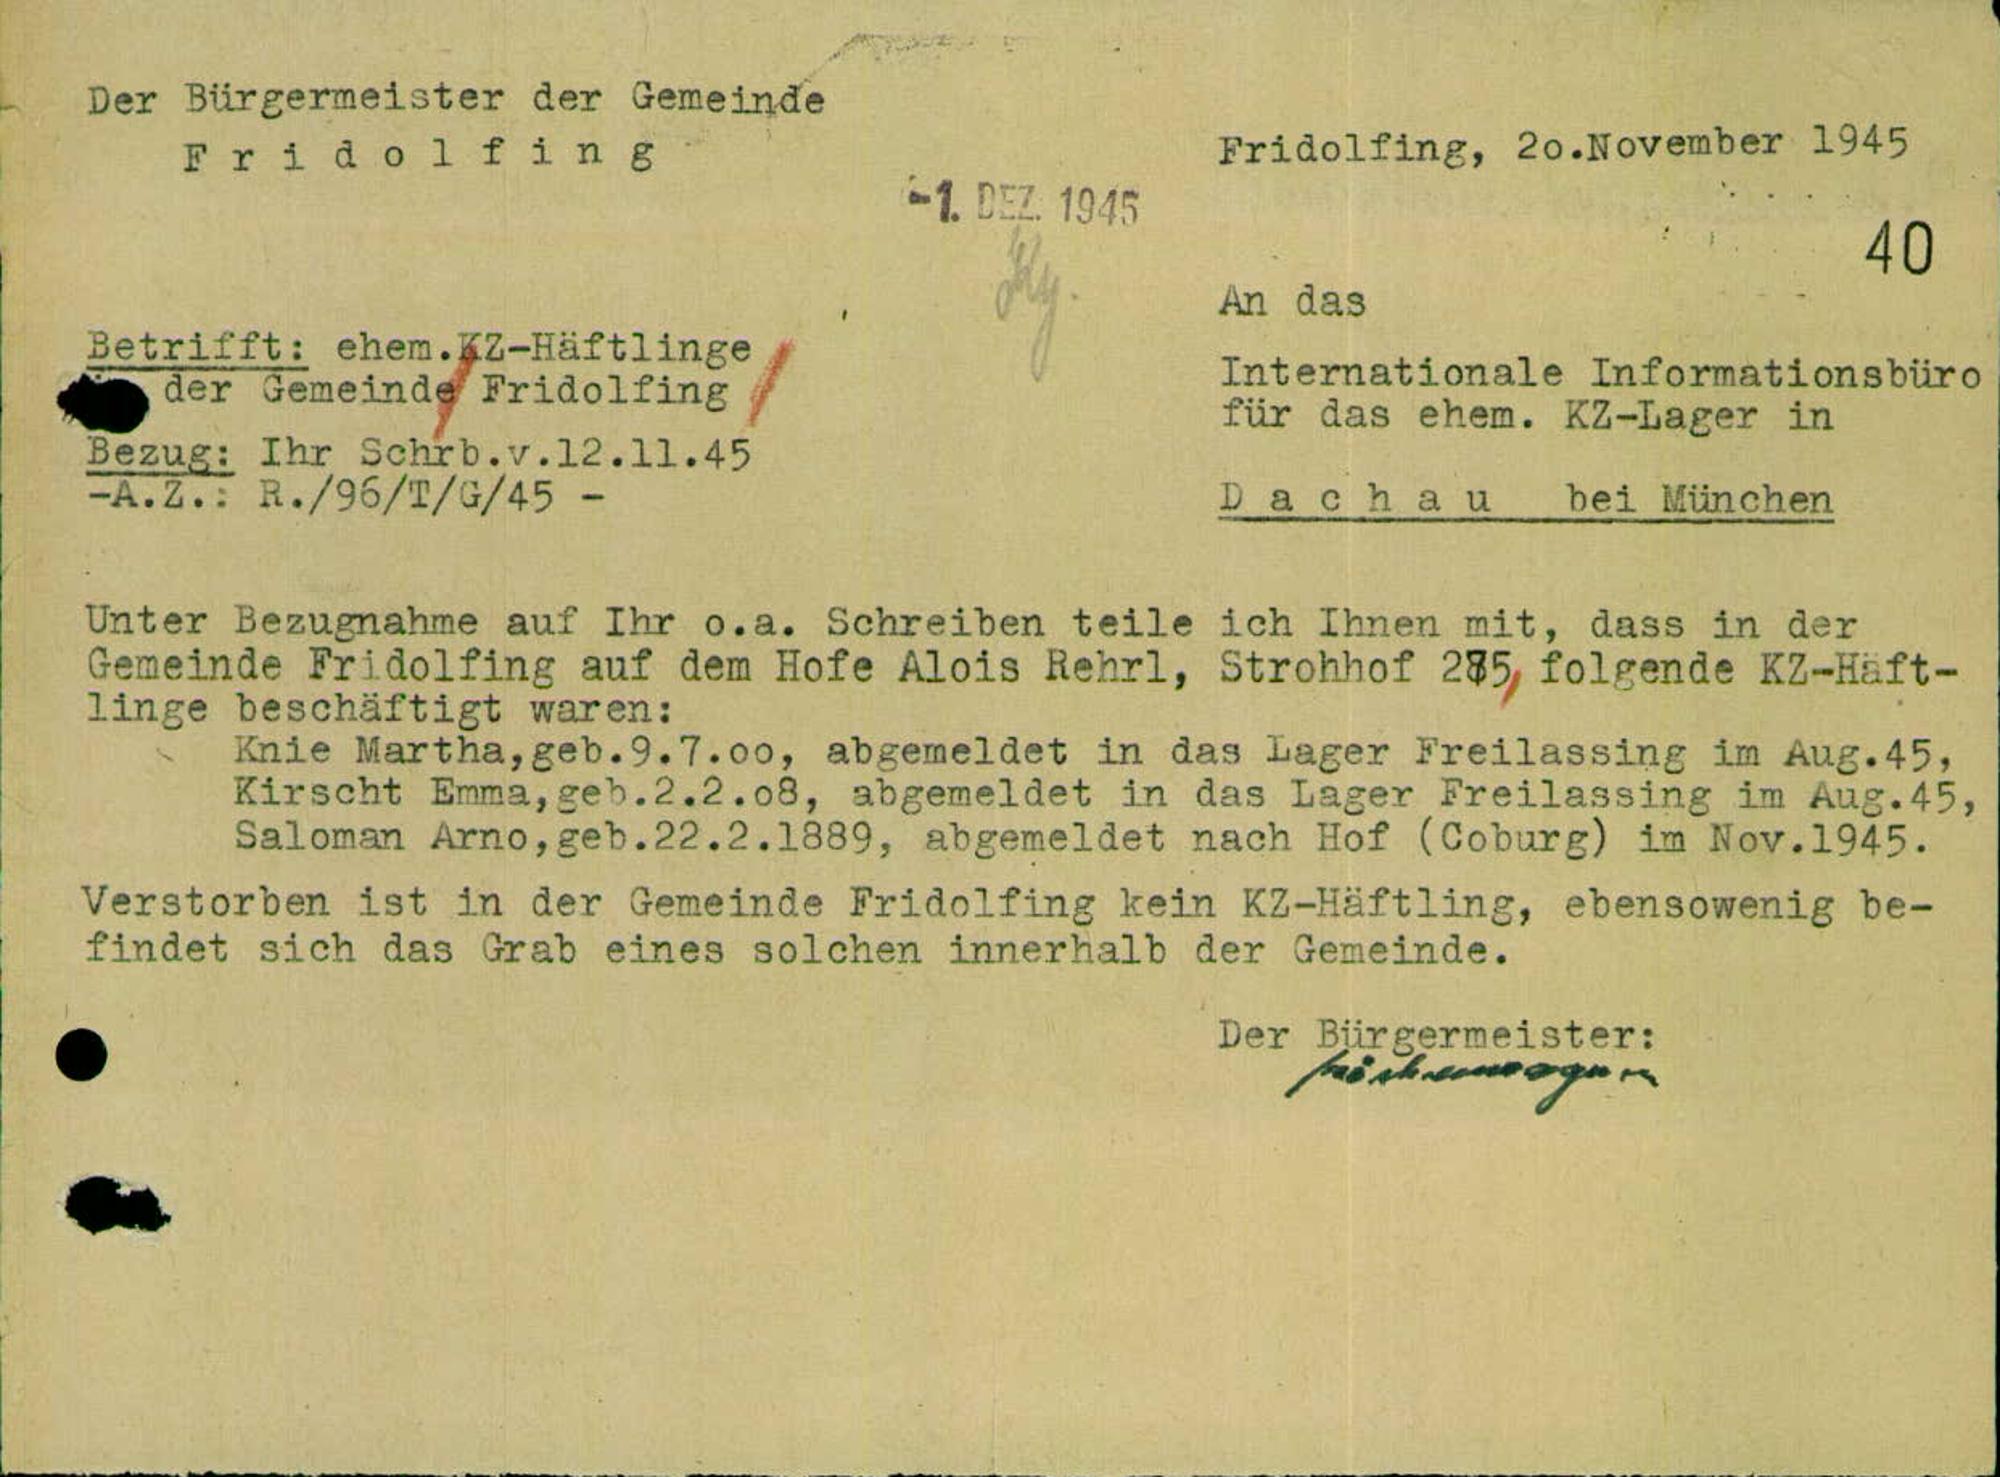 Der Bürgermeister der Gemeinde
F r i d o l f i n g
Fridolfing, 2o.November 1945
-1. DEZ. 1945
40
An das
Betrifft: ehem.KZ-Häftlinge
der Gemeinde Fridolfing
Internationale Informationsbüro
für das ehem. KZ-Lager in
Bezug: Ihr Schrb.v.12.11.45
-A.Z.: R./96/T/G/45 -
D a c h a u bei München
Unter Bezugnahme auf Ihr o.a. Schreiben teile ich Ihnen mit, dass in der
Gemeinde Fridolfing auf dem Hofe Alois Rehrl, Strohhof folgende KZ-Häft-
linge beschäftigt waren:
Knie Martha,geb.9.7.oo, abgemeldet in das Lager Freilassing im Aug.45,
Kirscht Emma,geb.2.2.o8, abgemeldet in das Lager Freilassing im Aug.45,
Saloman Arno,geb.22.2.1889, abgemeldet nach Hof (Coburg) im Nov.1945.
Verstorben ist in der Gemeinde Fridolfing kein KZ-Häftling, ebensowenig be-
findet sich das Grab eines solchen innerhalb der Gemeinde.
Der Bürgermeister: